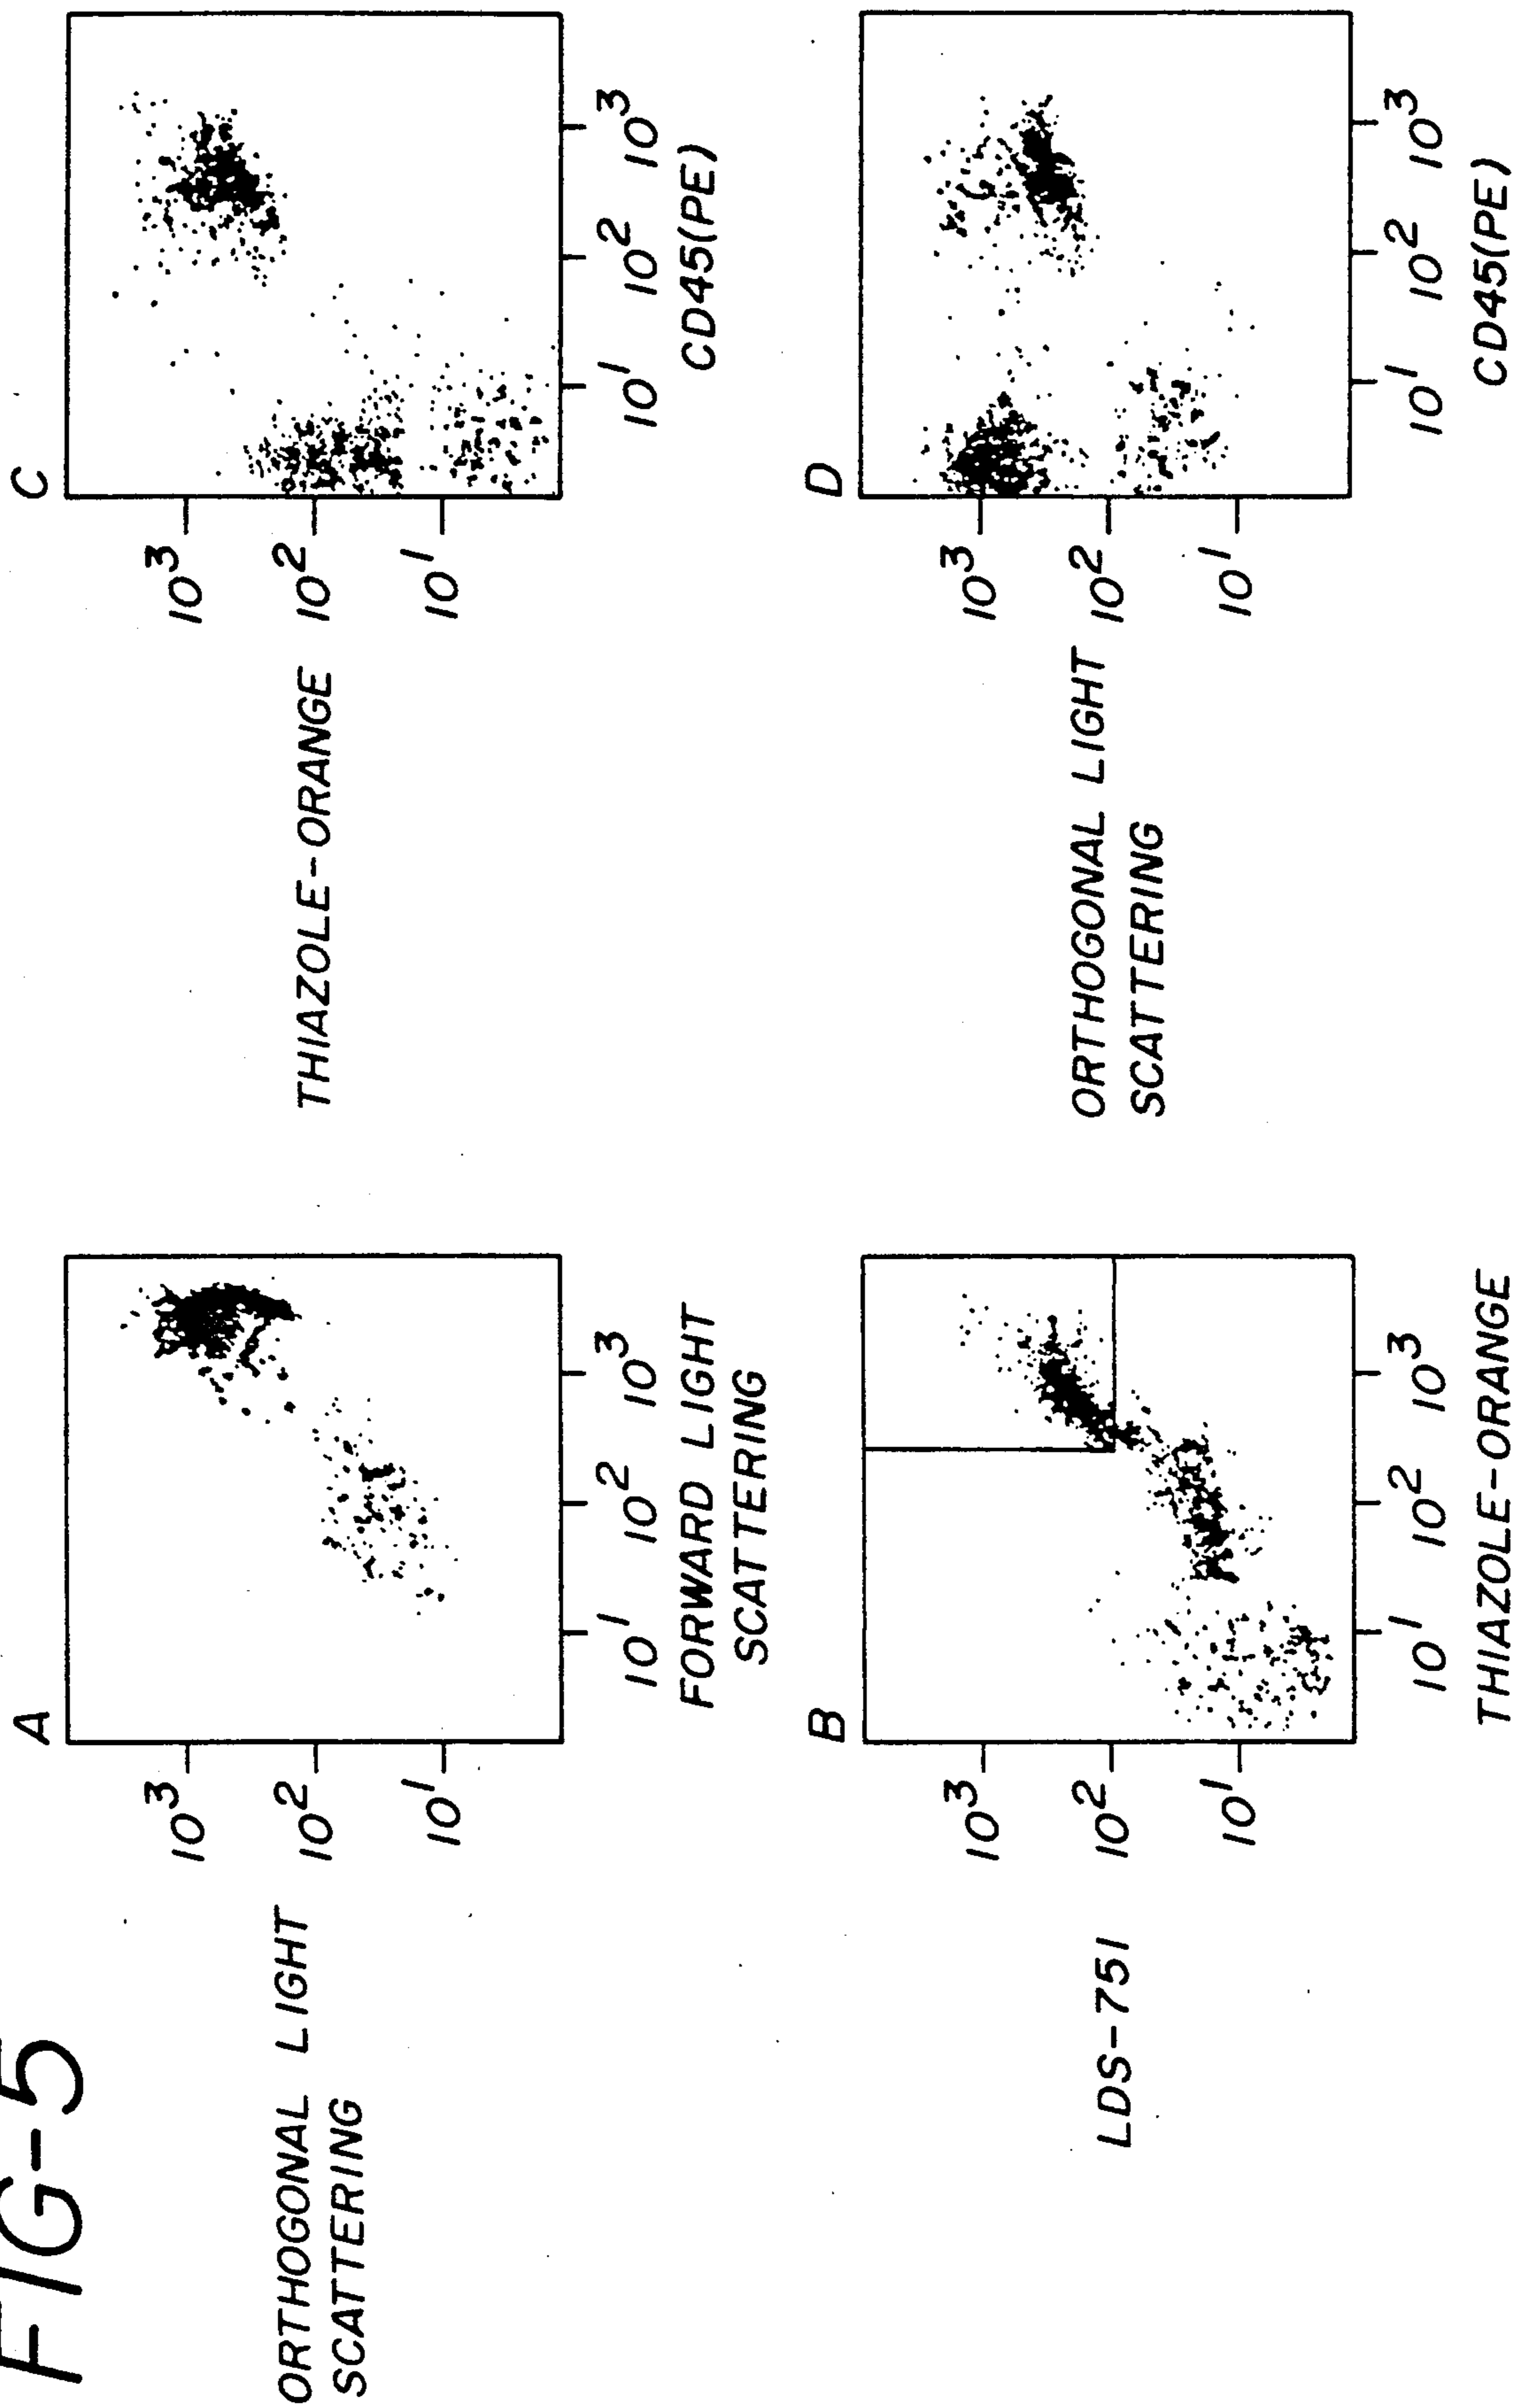 FIG-5
A
ORTHOGONAL LIGHT
SCATTERING
10³
10²
10¹
10¹ 10² 10³
FORWARD LIGHT
SCATTERING
B
LDS-751
10³
10²
10¹
10¹ 10² 10³
THIAZOLE-ORANGE
C
THIAZOLE-ORANGE
10³
10²
10¹
10¹ 10² 10³
CD45(PE)
D
ORTHOGONAL LIGHT
SCATTERING
10³
10²
10¹
10¹ 10² 10³
CD45(PE)